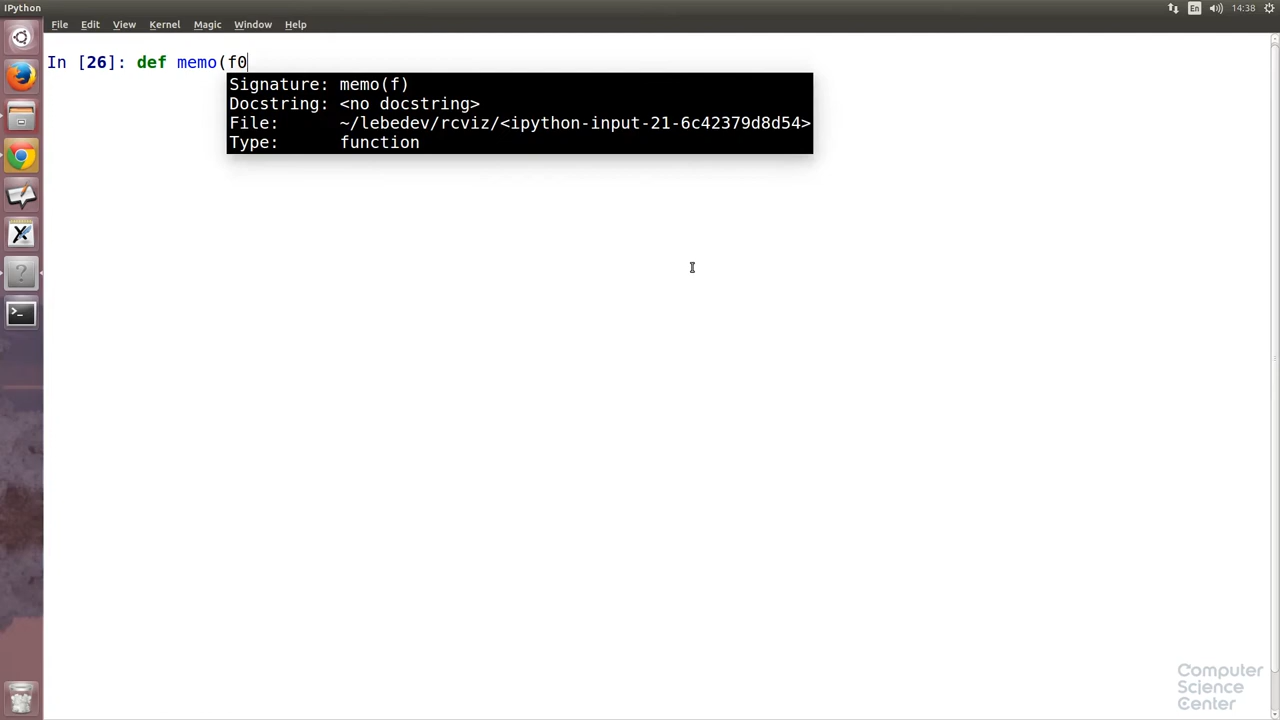 IPython
En
14:38
File Edit View Kernel Magic Window Help
In [26]: def memo(f0
Signature: memo(f)
Docstring: <no docstring>
File:      ~/lebedev/rcviz/<ipython-input-21-6c42379d8d54>
Type:      function
Computer
Science
Center